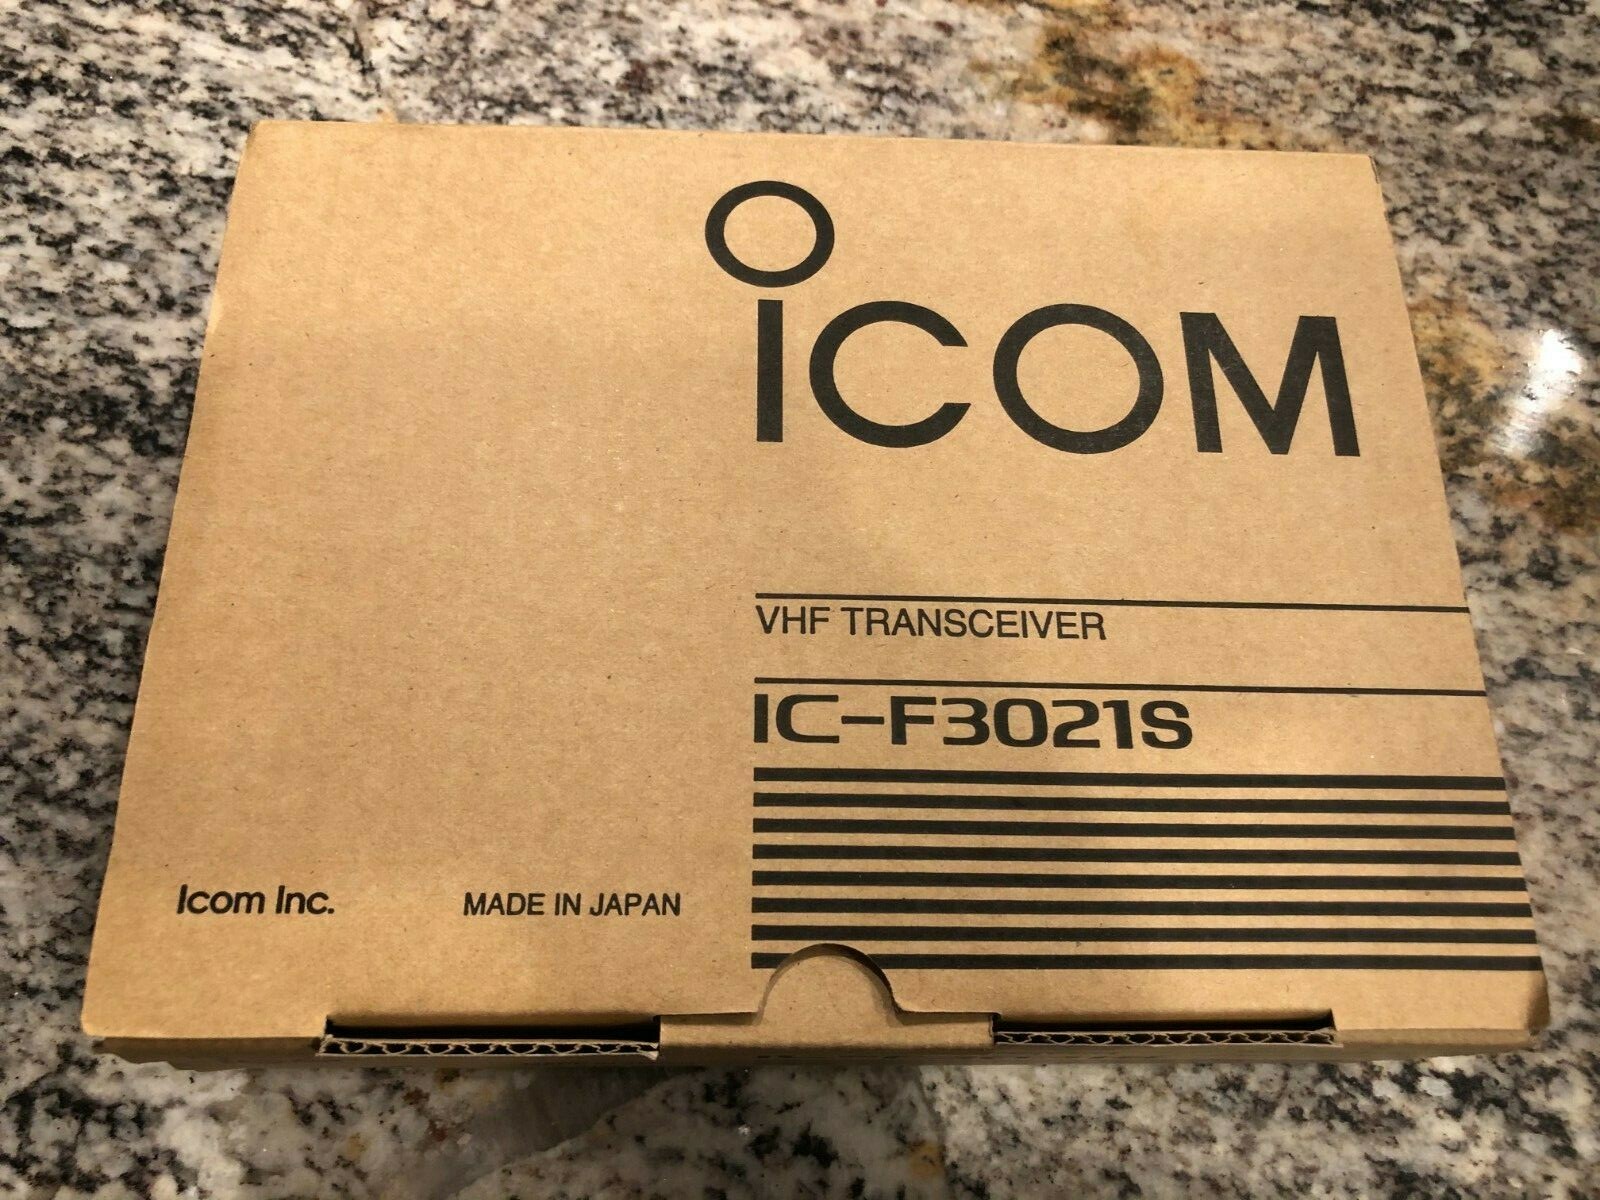 iCOM
VHF TRANSCEIVER
IC-F3021S
Icom Inc. MADE IN JAPAN